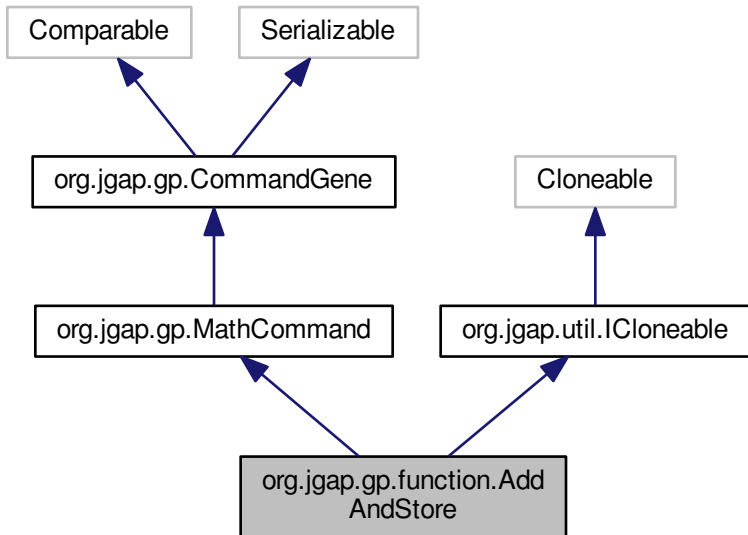 Comparable
Serializable
org.jgap.gp.CommandGene
Cloneable
org.jgap.gp.MathCommand
org.jgap.util.ICloneable
org.jgap.gp.function.Add
AndStore